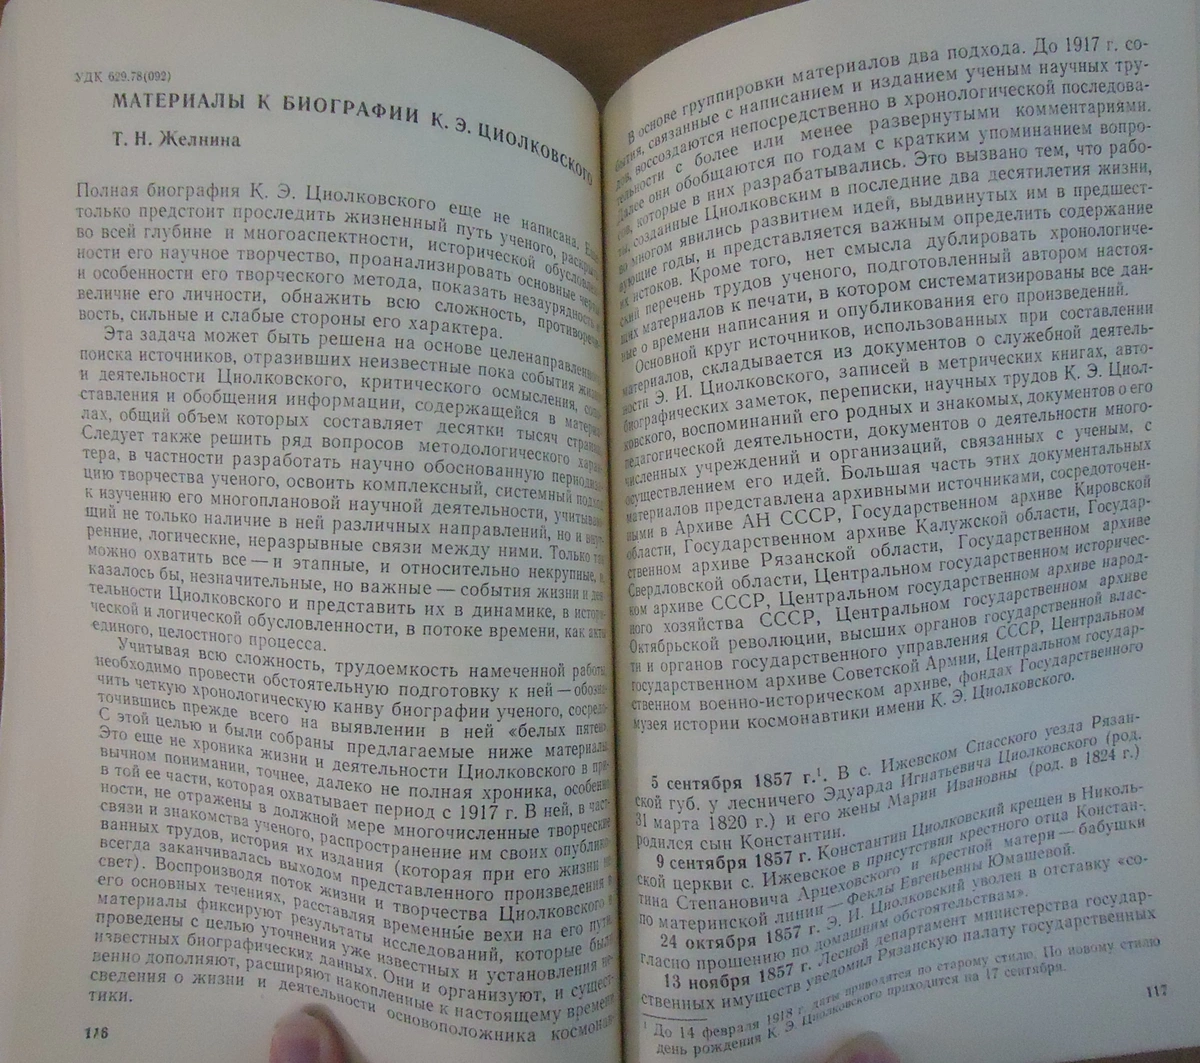 УДК 629.78(092)
МАТЕРИАЛЫ К БИОГРАФИИ К. Э. ЦИОЛКОВСКОГО
Т. Н. Желнина
Полная биография К. Э. Циолковского еще не написана. Еще
только предстоит проследить жизненный путь ученого, раскрыть
во всей глубине и многоаспектности, исторической обусловлен-
ности его научное творчество, проанализировать основные черты
и особенности его творческого метода, показать незаурядность и
величие его личности, обнажить всю сложность, противоречи-
вость, сильные и слабые стороны его характера.
Эта задача может быть решена на основе целенаправленного
поиска источников, отразивших неизвестные пока события жизни
и деятельности Циолковского, критического осмысления, сопо-
ставления и обобщения информации, содержащейся в материа-
лах, общий объем которых составляет десятки тысяч страниц.
Следует также решить ряд вопросов методологического харак-
тера, в частности разработать научно обоснованную периодиза-
цию творчества ученого, освоить комплексный, системный подход
к изучению его многоплановой научной деятельности, учитываю-
щий не только наличие в ней различных направлений, но и внут-
ренние, логические, неразрывные связи между ними. Только так
можно охватить все — и этапные, и относительно некрупные, и,
казалось бы, незначительные, но важные — события жизни и дея-
тельности Циолковского и представить их в динамике, в истори-
ческой и логической обусловленности, в потоке времени, как акты
единого, целостного процесса.
Учитывая всю сложность, трудоемкость намеченной работы,
необходимо провести обстоятельную подготовку к ней — обозна-
чить четкую хронологическую канву биографии ученого, сосредо-
точившись прежде всего на выявлении в ней «белых пятен».
С этой целью и были собраны предлагаемые ниже материалы.
Это еще не хроника жизни и деятельности Циолковского в при-
вычном понимании, точнее, далеко не полная хроника, особенно
в той ее части, которая охватывает период с 1917 г. В ней, в част-
ности, не отражены в должной мере многочисленные творческие
связи и знакомства ученого, распространение им своих опублико-
ванных трудов, история их издания (которая при его жизни не
всегда заканчивалась выходом представленного произведения в
свет). Воспроизводя поток жизни и творчества Циолковского в
его основных течениях, расставляя временные вехи на его пути,
материалы фиксируют результаты исследований, которые были
проведены с целью уточнения уже известных и установления не-
известных биографических данных. Они и организуют, и сущест-
венно дополняют, расширяют накопленные к настоящему времени
сведения о жизни и деятельности основоположника космонав-
тики.
116
В основе группировки материалов два подхода. До 1917 г. со-
бытия, связанные с написанием и изданием ученым научных тру-
дов, воссоздаются непосредственно в хронологической последова-
тельности с более или менее развернутыми комментариями.
Далее они обобщаются по годам с кратким упоминанием вопро-
сов, которые в них разрабатывались. Это вызвано тем, что рабо-
ты, созданные Циолковским в последние два десятилетия жизни,
во многом явились развитием идей, выдвинутых им в предшест-
вующие годы, и представляется важным определить содержание
их истоков. Кроме того, нет смысла дублировать хронологиче-
ский перечень трудов ученого, подготовленный автором настоя-
щих материалов к печати, в котором систематизированы все дан-
ные о времени написания и опубликования его произведений.
Основной круг источников, использованных при составлении
материалов, складывается из документов о служебной деятель-
ности Э. И. Циолковского, записей в метрических книгах, авто-
биографических заметок, переписки, научных трудов К. Э. Циол-
ковского, воспоминаний его родных и знакомых, документов о его
педагогической деятельности, документов о деятельности много-
численных учреждений и организаций, связанных с ученым, с
осуществлением его идей. Большая часть этих документальных
материалов представлена архивными источниками, сосредоточен-
ными в Архиве АН СССР, Государственном архиве Кировской
области, Государственном архиве Калужской области, Государ-
ственном архиве Рязанской области, Государственном архиве
Свердловской области, Центральном государственном историчес-
ком архиве СССР, Центральном государственном архиве народ-
ного хозяйства СССР, Центральном государственном архиве
Октябрьской революции, высших органов государственной влас-
ти и органов государственного управления СССР, Центральном
государственном архиве Советской Армии, Центральном государ-
ственном военно-историческом архиве, фондах Государственного
музея истории космонавтики имени К. Э. Циолковского.
5 сентября 1857 г.¹. В с. Ижевском Спасского уезда Рязан-
ской губ. у лесничего Эдуарда Игнатьевича Циолковского (род.
31 марта 1820 г.) и его жены Марии Ивановны (род. в 1824 г.)
родился сын Константин.
9 сентября 1857 г. Константин Циолковский крещен в Николь-
ской церкви с. Ижевское в присутствии крестного отца Констан-
тина Степановича Арцеховского и крестной матери — бабушки
по материнской линии — Феклы Евгеньевны Юмашевой.
24 октября 1857 г. Э. И. Циолковский уволен в отставку «со-
гласно прошению по домашним обстоятельствам».
13 ноября 1857 г. Лесной департамент министерства государ-
ственных имуществ уведомил Рязанскую палату государственных
¹ До 14 февраля 1918 г. даты приводятся по старому стилю. По новому стилю
день рождения К. Э. Циолковского приходится на 17 сентября.
117